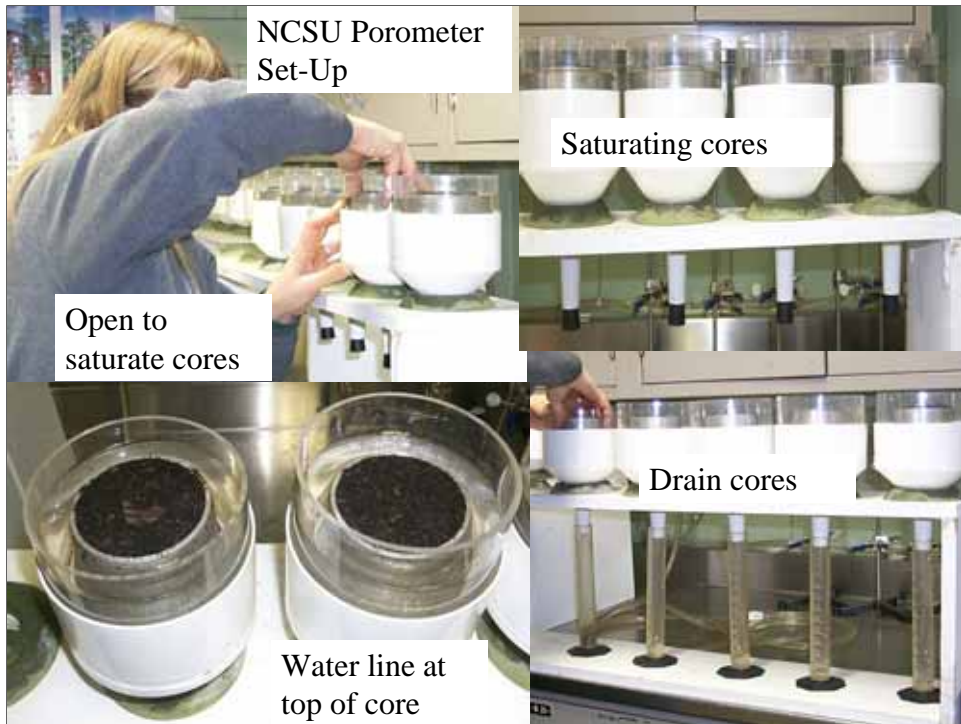 NCSU Porometer
Set-Up
Saturating cores
Open to
saturate cores
Drain cores
Water line at
top of core